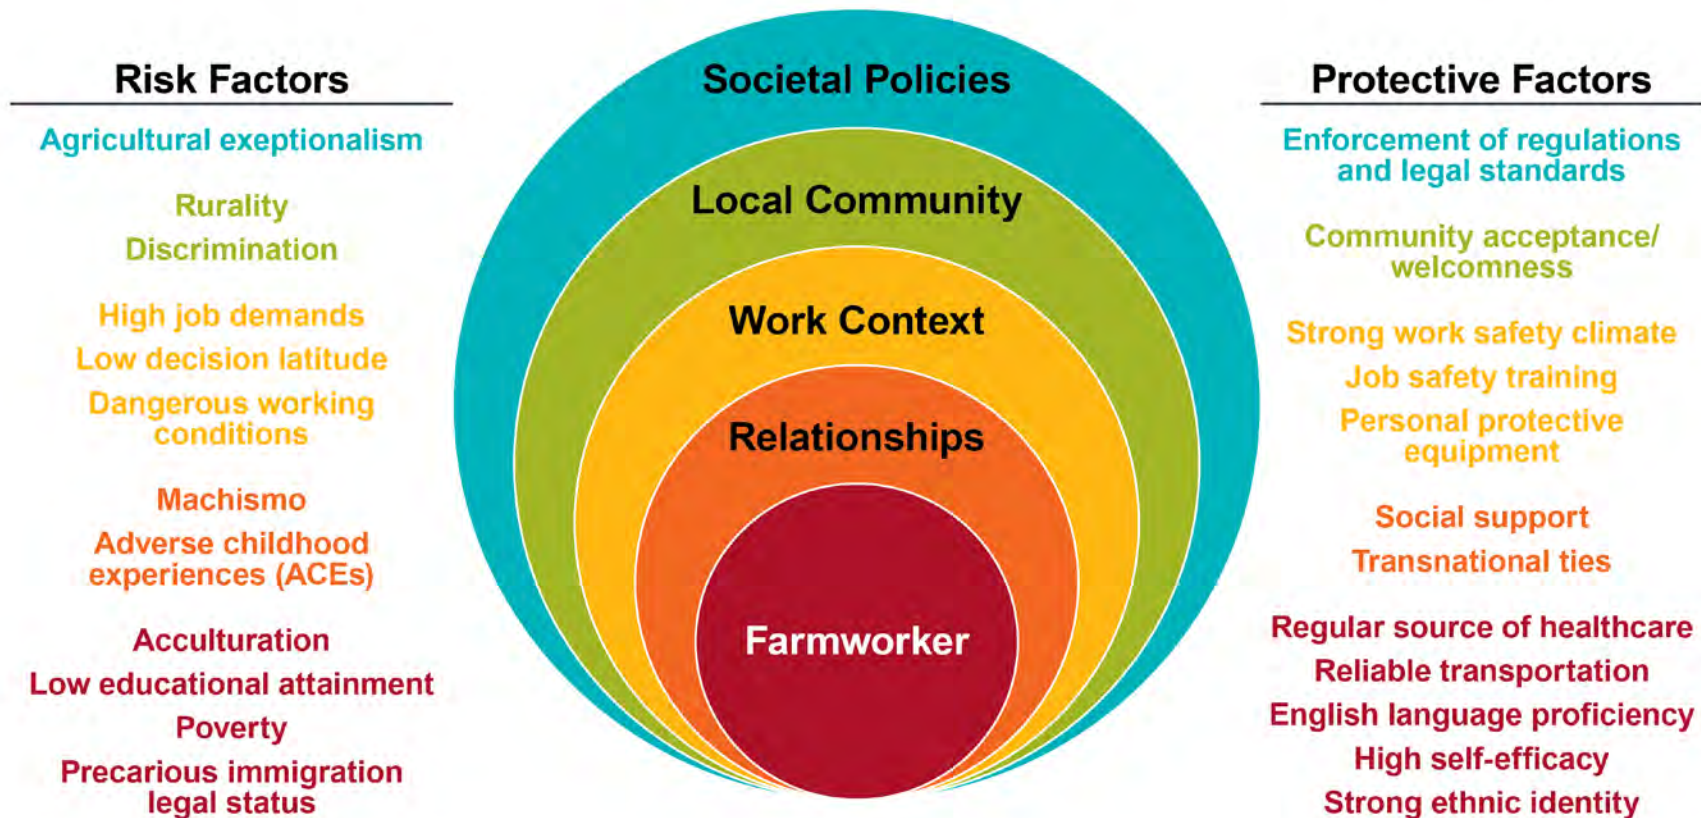 Risk Factors
Agricultural exeptionalism
Rurality
Discrimination
High job demands
Low decision latitude
Dangerous working
conditions
Machismo
Adverse childhood
experiences (ACEs)
Acculturation
Low educational attainment
Poverty
Precarious immigration
legal status
Societal Policies
Local Community
Work Context
Relationships
Farmworker
Protective Factors
Enforcement of regulations
and legal standards
Community acceptance/
welcomness
Strong work safety climate
Job safety training
Personal protective
equipment
Social support
Transnational ties
Regular source of healthcare
Reliable transportation
English language proficiency
High self-efficacy
Strong ethnic identity